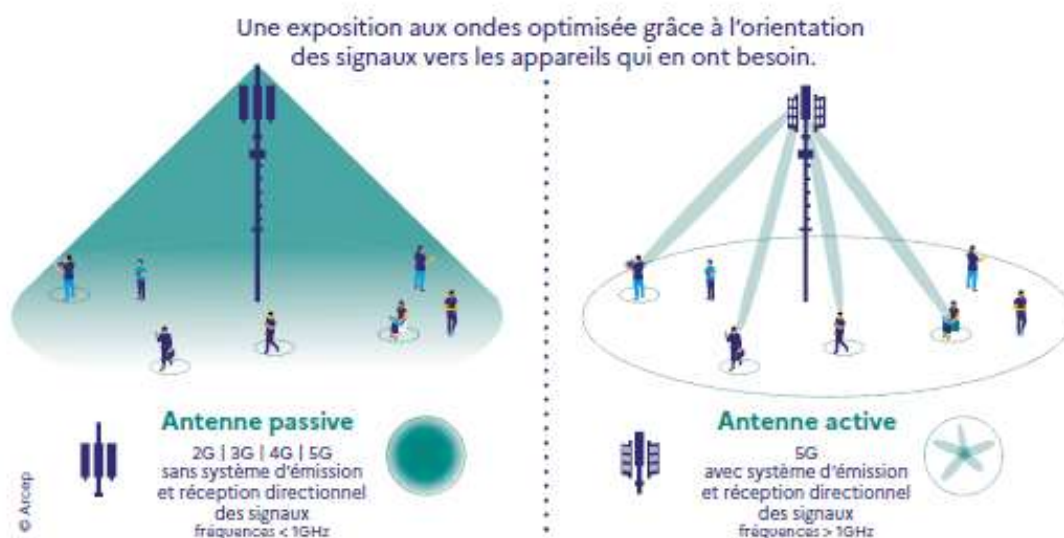 Une exposition aux ondes optimisée grâce à l'orientation
des signaux vers les appareils qui en ont besoin.
Antenne passive
2G | 3G | 4G | 5G
sans système d'émission
et réception directionnel
des signaux
fréquences < 1GHz
Antenne active
5G
avec système d'émission
et réception directionnel
des signaux
fréquences > 1GHz
© Arcep